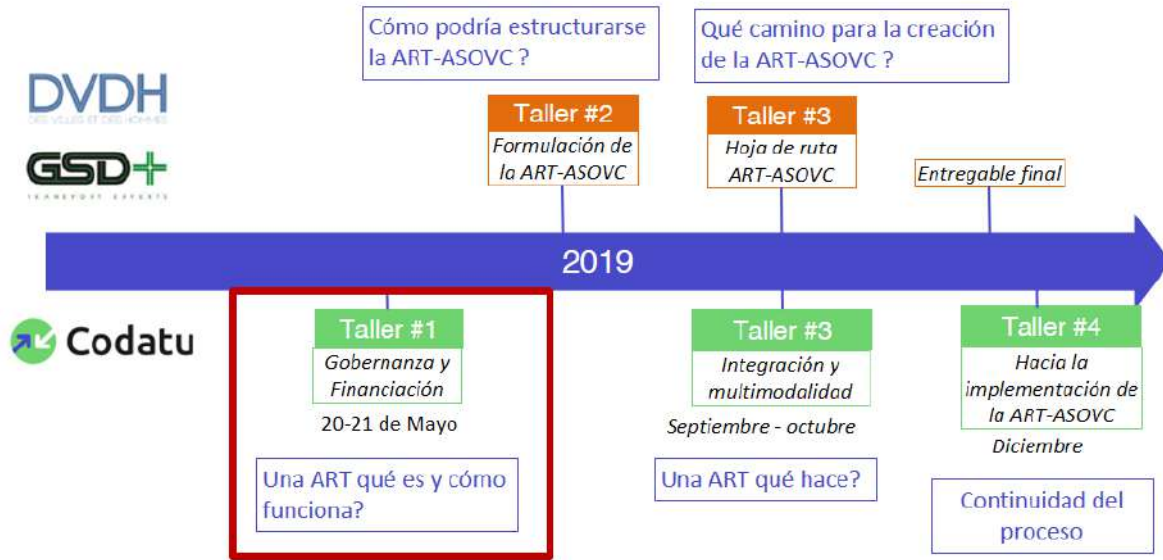 Cómo podría estructurarse
la ART-ASOVC ?
Qué camino para la creación
de la ART-ASOVC ?
DVDH
DES VILLES ET DES HOMMES
GSD+
TRANSPORT EXPERTS
Taller #2
Formulación de
la ART-ASOVC
Taller #3
Hoja de ruta
ART-ASOVC
Entregable final
2019
Codatu
Taller #1
Gobernanza y
Financiación
20-21 de Mayo
Una ART qué es y cómo
funciona?
Taller #3
Integración y
multimodalidad
Septiembre - octubre
Una ART qué hace?
Taller #4
Hacia la
implementación de
la ART-ASOVC
Diciembre
Continuidad del
proceso